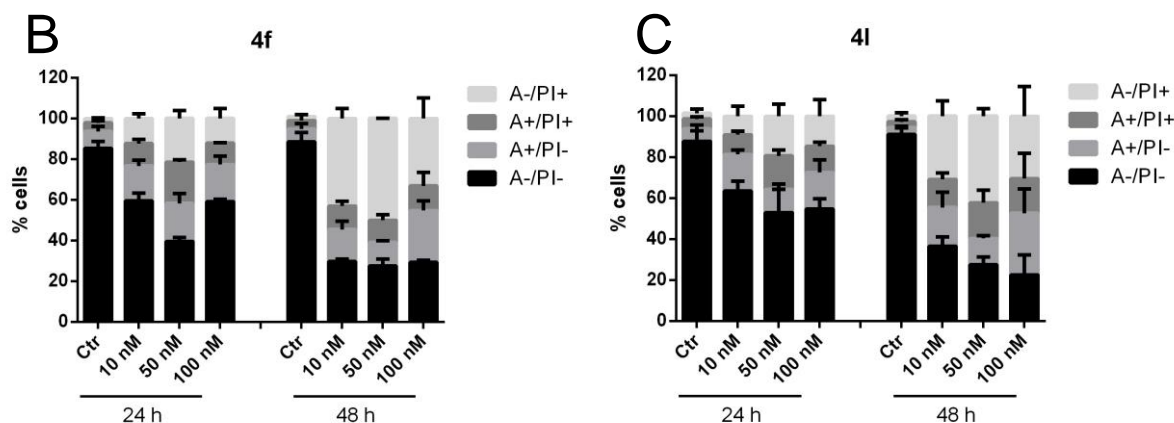 B
4f
120
100
80
60
40
20
0
% cells
A-/PI+
A+/PI+
A+/PI-
A-/PI-
Ctr
10 nM
50 nM
100 nM
Ctr
10 nM
50 nM
100 nM
24 h
48 h
C
4l
120
100
80
60
40
20
0
% cells
A-/PI+
A+/PI+
A+/PI-
A-/PI-
Ctr
10 nM
50 nM
100 nM
Ctr
10 nM
50 nM
100 nM
24 h
48 h